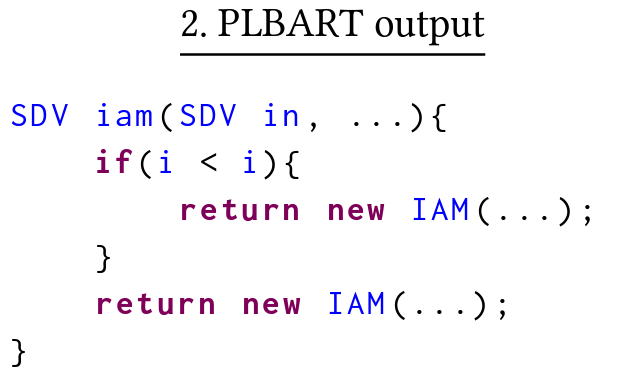 2. PLBART output
SDV iam(SDV in, ...){
    if(i < i){
        return new IAM(...);
    }
    return new IAM(...);
}